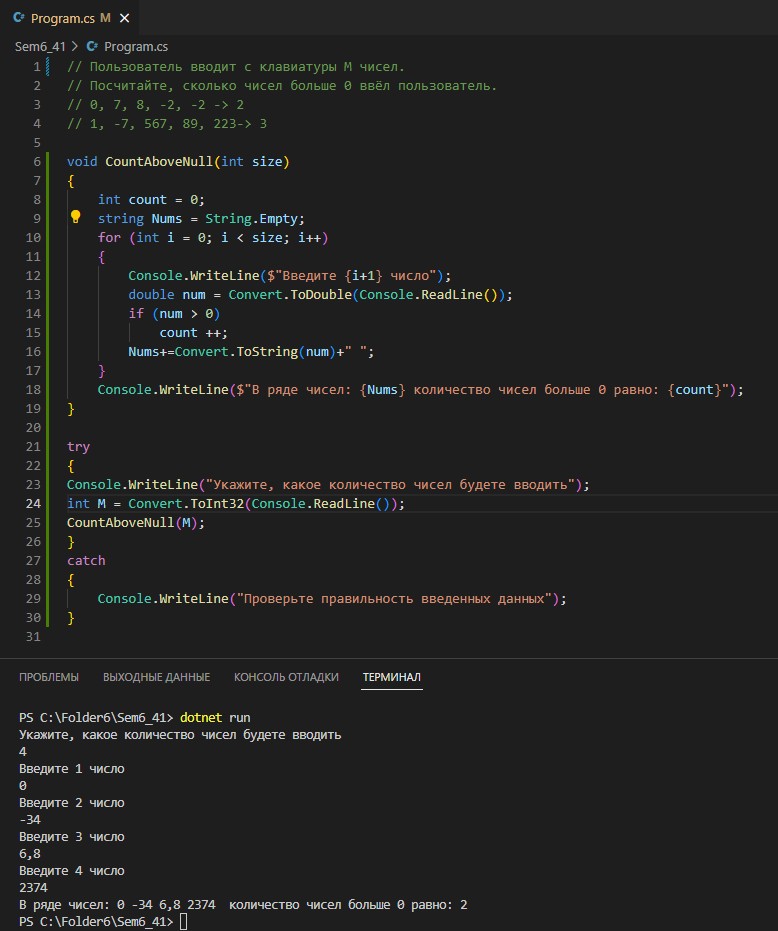 Program.cs M
Sem6_41 > Program.cs
1 // Пользователь вводит с клавиатуры M чисел.
2 // Посчитайте, сколько чисел больше 0 ввёл пользователь.
3 // 0, 7, 8, -2, -2 -> 2
4 // 1, -7, 567, 89, 223-> 3
5
6 void CountAboveNull(int size)
7 {
8     int count = 0;
9     string Nums = String.Empty;
10     for (int i = 0; i < size; i++)
11     {
12         Console.WriteLine($"Введите {i+1} число");
13         double num = Convert.ToDouble(Console.ReadLine());
14         if (num > 0)
15             count ++;
16         Nums+=Convert.ToString(num)+" ";
17     }
18     Console.WriteLine($"В ряде чисел: {Nums} количество чисел больше 0 равно: {count}");
19 }
20
21 try
22 {
23 Console.WriteLine("Укажите, какое количество чисел будете вводить");
24 int M = Convert.ToInt32(Console.ReadLine());
25 CountAboveNull(M);
26 }
27 catch
28 {
29     Console.WriteLine("Проверьте правильность введенных данных");
30 }
31
ПРОБЛЕМЫ ВЫХОДНЫЕ ДАННЫЕ КОНСОЛЬ ОТЛАДКИ ТЕРМИНАЛ
PS C:\Folder6\Sem6_41> dotnet run
Укажите, какое количество чисел будете вводить
4
Введите 1 число
0
Введите 2 число
-34
Введите 3 число
6,8
Введите 4 число
2374
В ряде чисел: 0 -34 6,8 2374  количество чисел больше 0 равно: 2
PS C:\Folder6\Sem6_41>